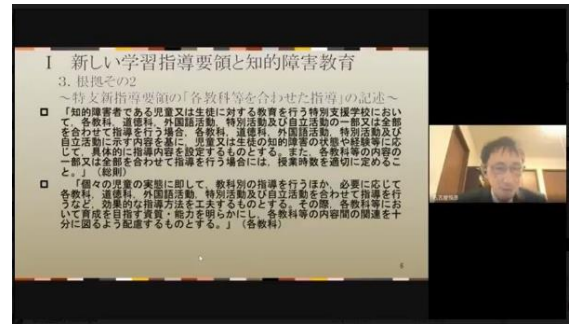 Ⅰ 新しい学習指導要領と知的障害教育
3. 根拠その2
～特支新指導要領の「各教科等を合わせた指導」の記述～
「知的障害者である児童又は生徒に対する教育を行う特別支援学校におい
て、各教科、道徳科、外国語活動、特別活動及び自立活動の一部又は全部
を合わせて指導を行う場合、各教科、道徳科、外国語活動、特別活動及び
自立活動に示す内容を基に、児童又は生徒の知的障害の状態や経験等に応
じて、具体的に指導内容を設定するものとする。また、各教科等の内容の
一部又は全部を合わせて指導を行う場合には、授業時数を適切に定めるこ
と。」（総則）
「個々の児童の実態に即して、教科別の指導を行うほか、必要に応じて
各教科、道徳科、外国語活動、特別活動及び自立活動を合わせて指導を行
うなど、効果的な指導方法を工夫するものとする。その際、各教科等にお
いて育成を目指す資質・能力を明らかにし、各教科等の内容間の関連を十
分に図るよう配慮するものとする。」（各教科）
6